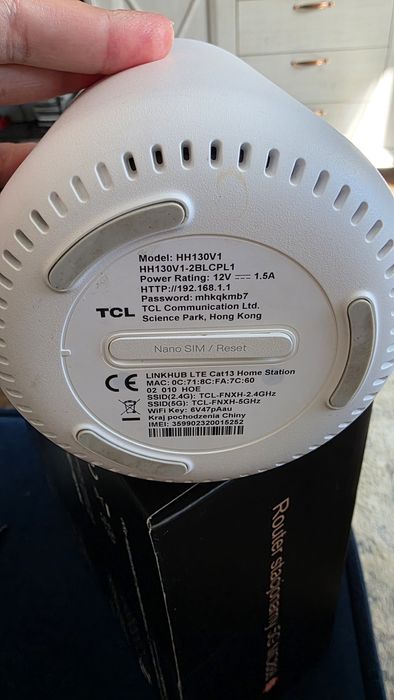 Model: HH130V1
HH130V1-2BLCPL1
Power Rating: 12V ⎓ 1.5A
HTTP://192.168.1.1
Password: mhkqkmb7
TCL Communication Ltd.
Science Park, Hong Kong
TCL
Nano SIM / Reset
LINKHUB LTE Cat13 Home Station
MAC: 0C:71:8C:FA:7C:60
02 010 HOE
SSID(2.4G): TCL-FNXH-2.4GHz
SSID(5G): TCL-FNXH-5GHz
WiFi Key: 6V47pAau
Kraj pochodzenia Chiny
IMEI: 359902320015252
CE
Router stacjonarny 5G